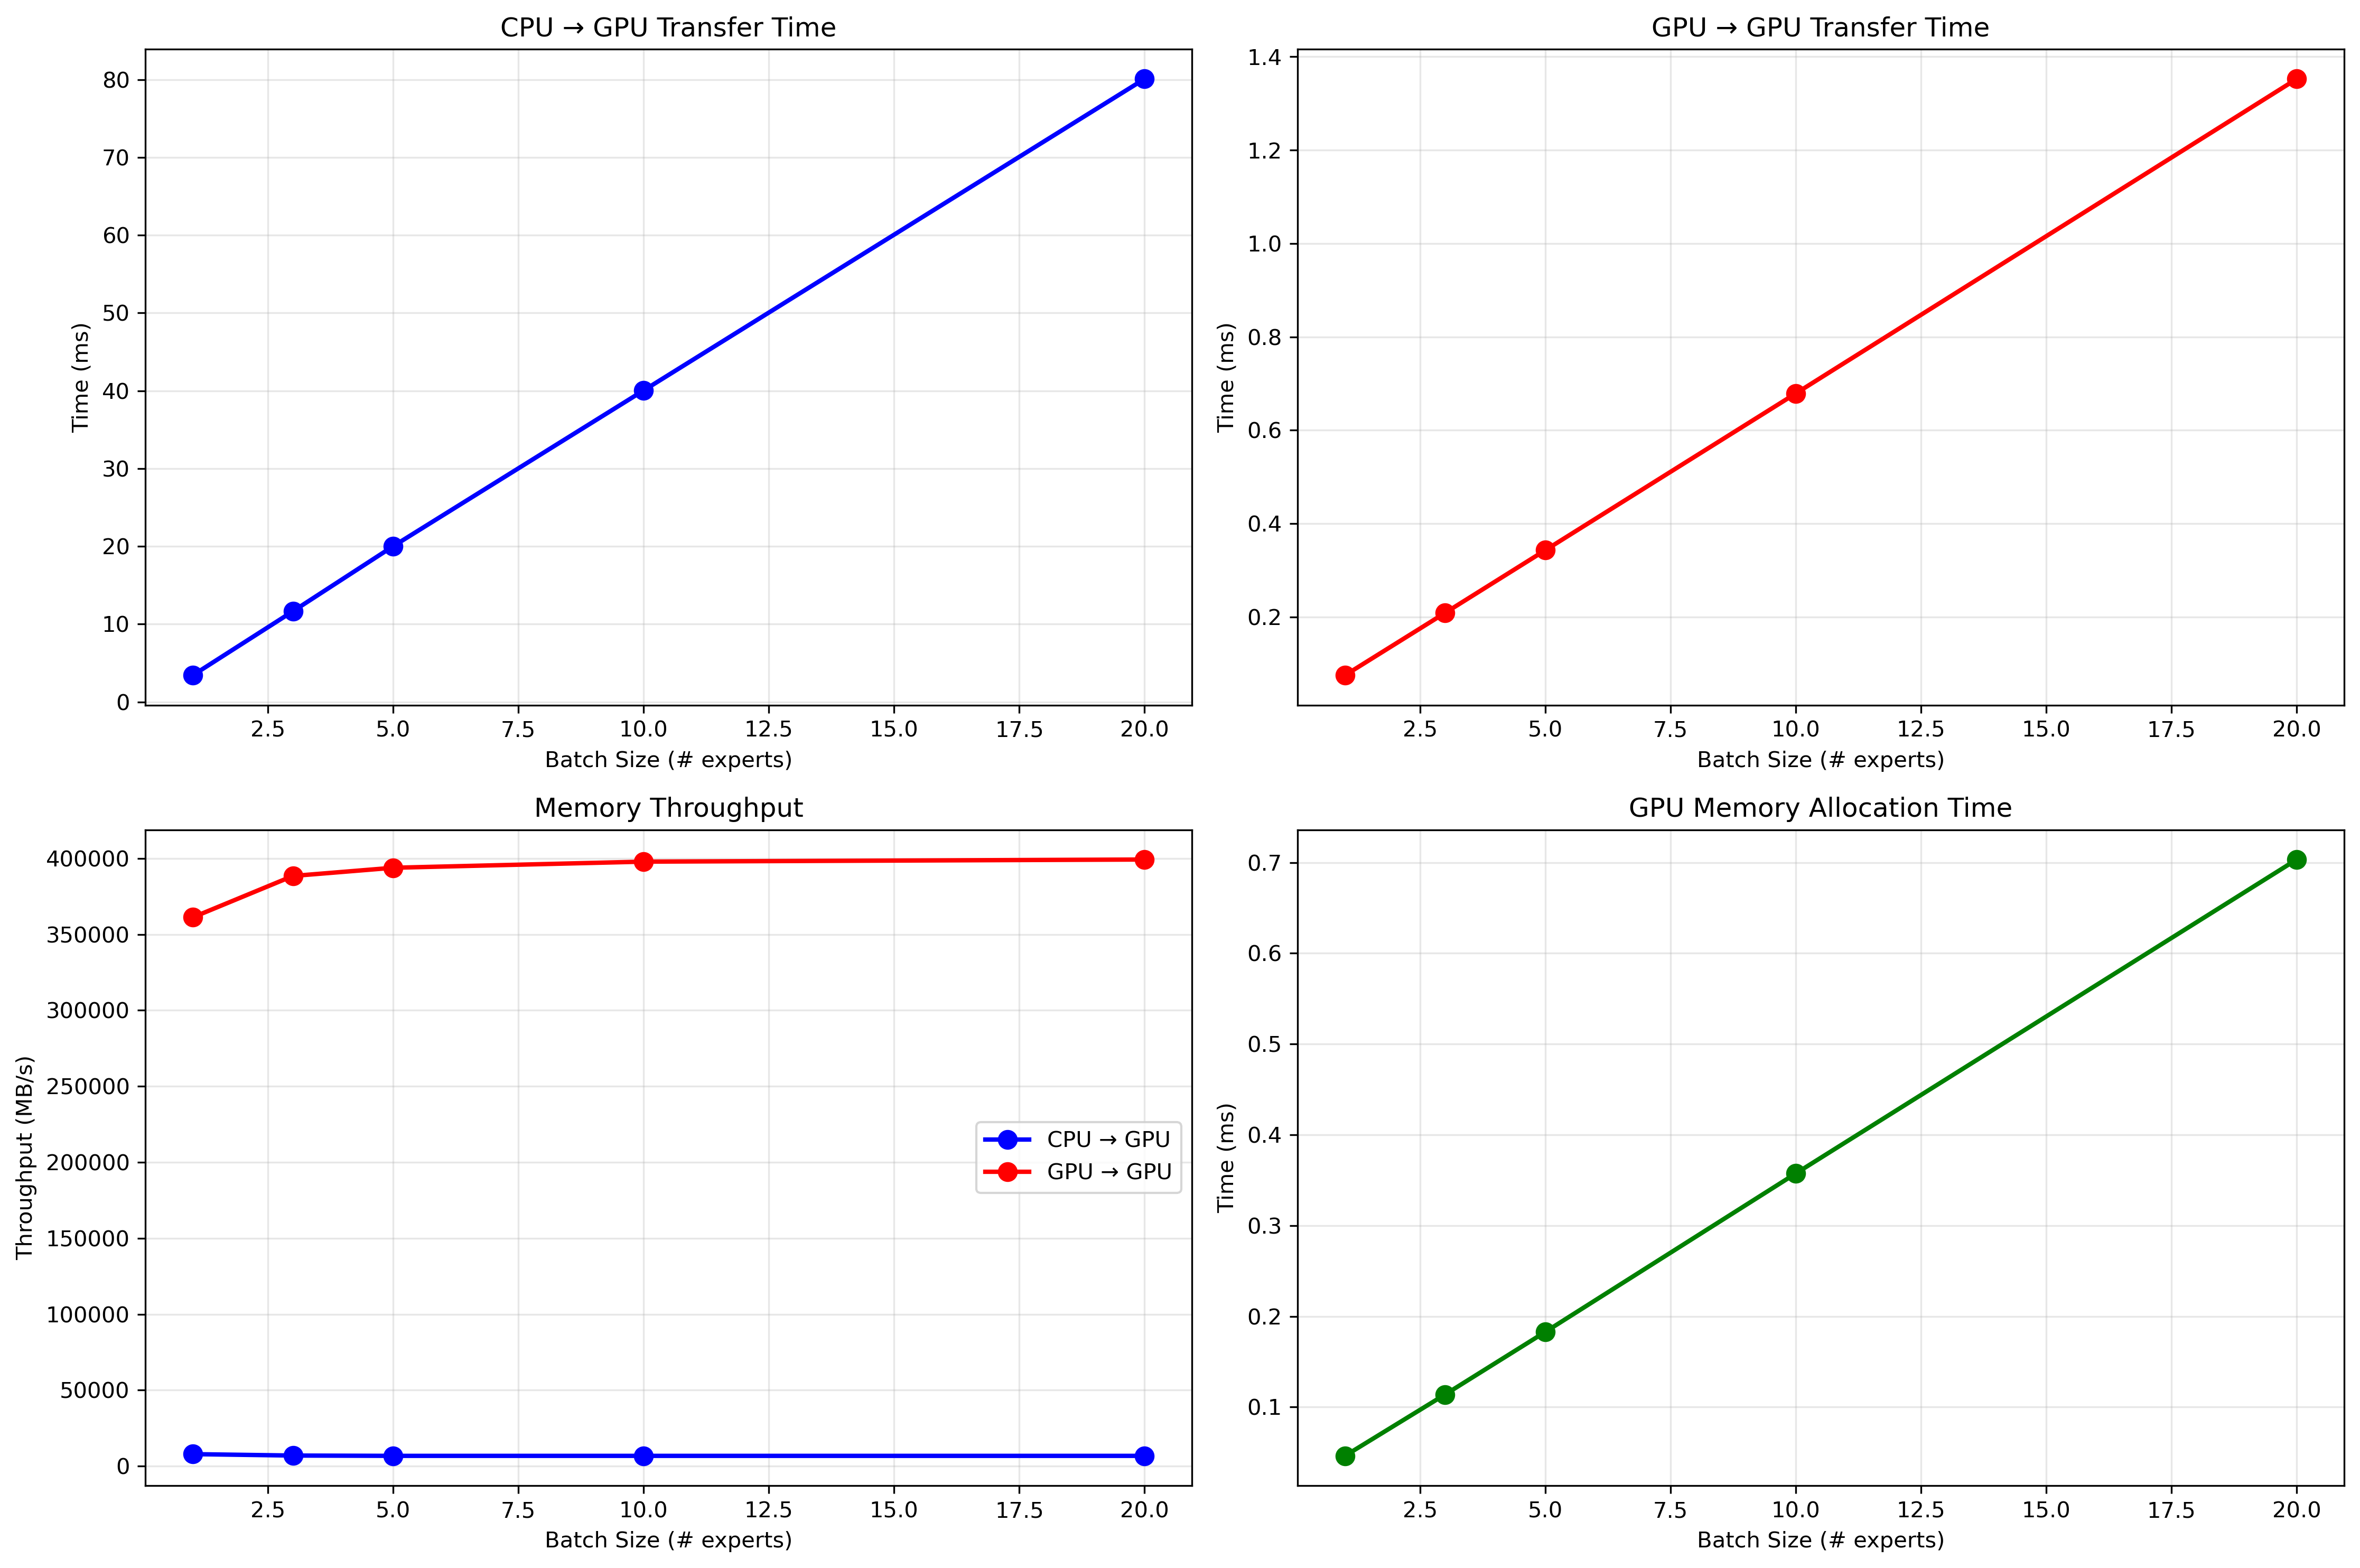 CPU → GPU Transfer Time
80
70
60
50
40
30
20
10
0
Time (ms)
2.5 5.0 7.5 10.0 12.5 15.0 17.5 20.0
Batch Size (# experts)
GPU → GPU Transfer Time
1.4
1.2
1.0
0.8
0.6
0.4
0.2
Time (ms)
2.5 5.0 7.5 10.0 12.5 15.0 17.5 20.0
Batch Size (# experts)
Memory Throughput
400000
350000
300000
250000
200000
150000
100000
50000
0
Throughput (MB/s)
CPU → GPU
GPU → GPU
2.5 5.0 7.5 10.0 12.5 15.0 17.5 20.0
Batch Size (# experts)
GPU Memory Allocation Time
0.7
0.6
0.5
0.4
0.3
0.2
0.1
Time (ms)
2.5 5.0 7.5 10.0 12.5 15.0 17.5 20.0
Batch Size (# experts)